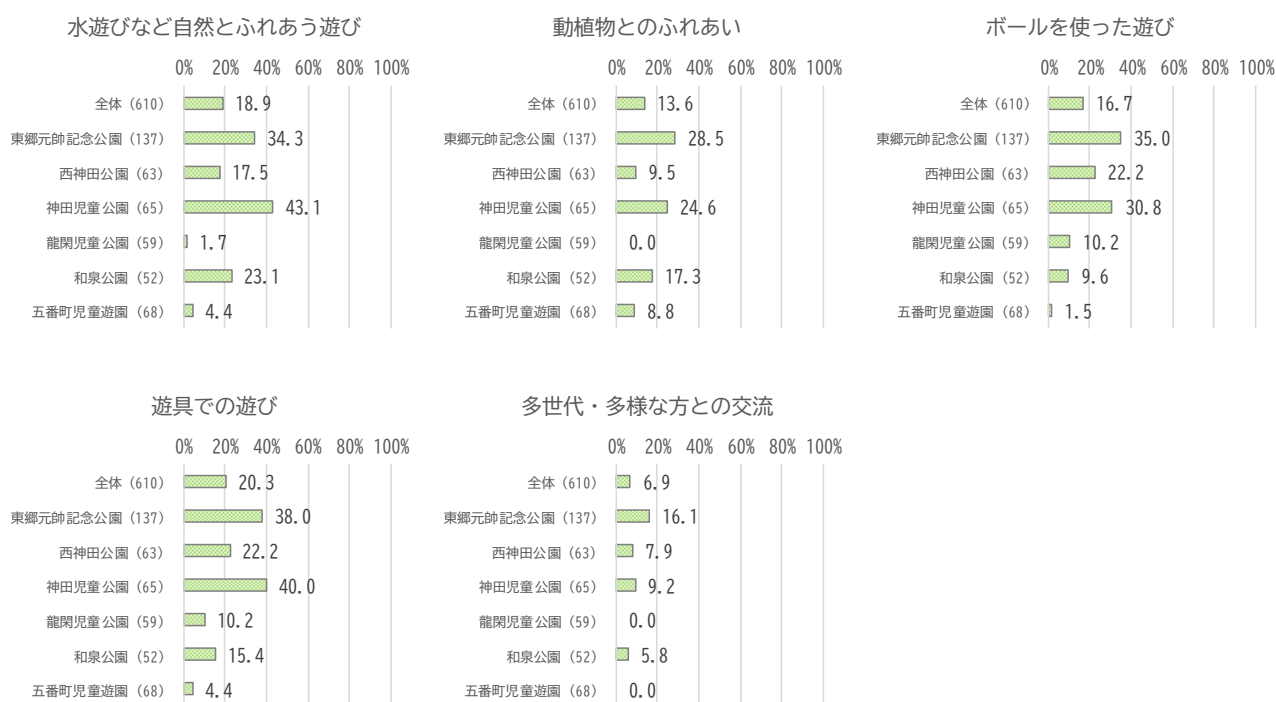 水遊びなど自然とふれあう遊び
0% 20% 40% 60% 80% 100%
全体（610） 18.9
東郷元帥記念公園（137） 34.3
西神田公園（63） 17.5
神田児童公園（65） 43.1
龍閑児童公園（59） 1.7
和泉公園（52） 23.1
五番町児童遊園（68） 4.4
動植物とのふれあい
0% 20% 40% 60% 80% 100%
全体（610） 13.6
東郷元帥記念公園（137） 28.5
西神田公園（63） 9.5
神田児童公園（65） 24.6
龍閑児童公園（59） 0.0
和泉公園（52） 17.3
五番町児童遊園（68） 8.8
ボールを使った遊び
0% 20% 40% 60% 80% 100%
全体（610） 16.7
東郷元帥記念公園（137） 35.0
西神田公園（63） 22.2
神田児童公園（65） 30.8
龍閑児童公園（59） 10.2
和泉公園（52） 9.6
五番町児童遊園（68） 1.5
遊具での遊び
0% 20% 40% 60% 80% 100%
全体（610） 20.3
東郷元帥記念公園（137） 38.0
西神田公園（63） 22.2
神田児童公園（65） 40.0
龍閑児童公園（59） 10.2
和泉公園（52） 15.4
五番町児童遊園（68） 4.4
多世代・多様な方との交流
0% 20% 40% 60% 80% 100%
全体（610） 6.9
東郷元帥記念公園（137） 16.1
西神田公園（63） 7.9
神田児童公園（65） 9.2
龍閑児童公園（59） 0.0
和泉公園（52） 5.8
五番町児童遊園（68） 0.0